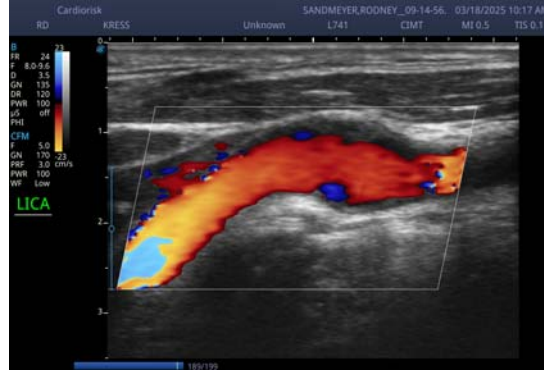 Cardiorisk SANDMEYER,RODNEY__09-14-56, 03/18/2025 10:17 AM
RD KRESS Unknown L741 CIMT MI 0.5 TIS 0.1
B
FR 24
F 8.0-9.6
D 3.5
GN 135
DR 120
PWR 100
µS off
PHI
CFM
F 5.0
GN 170
PRF 3.0
PWR 100
WF Low
23
-23
cm/s
LICA
0
1
2
3
189/199